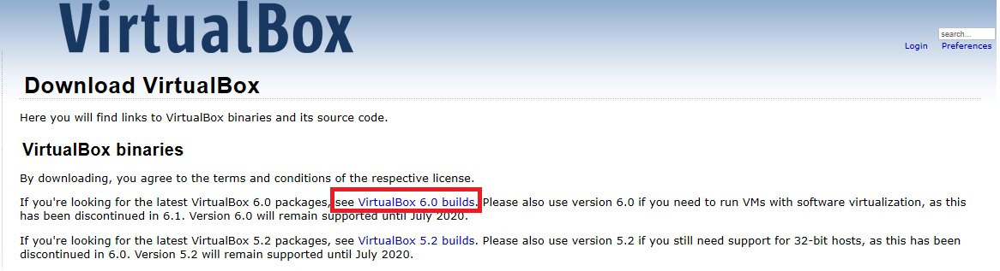 VirtualBox
search...
Login Preferences
Download VirtualBox
Here you will find links to VirtualBox binaries and its source code.
VirtualBox binaries
By downloading, you agree to the terms and conditions of the respective license.
If you're looking for the latest VirtualBox 6.0 packages, see VirtualBox 6.0 builds. Please also use version 6.0 if you need to run VMs with software virtualization, as this
has been discontinued in 6.1. Version 6.0 will remain supported until July 2020.
If you're looking for the latest VirtualBox 5.2 packages, see VirtualBox 5.2 builds. Please also use version 5.2 if you still need support for 32-bit hosts, as this has been
discontinued in 6.0. Version 5.2 will remain supported until July 2020.